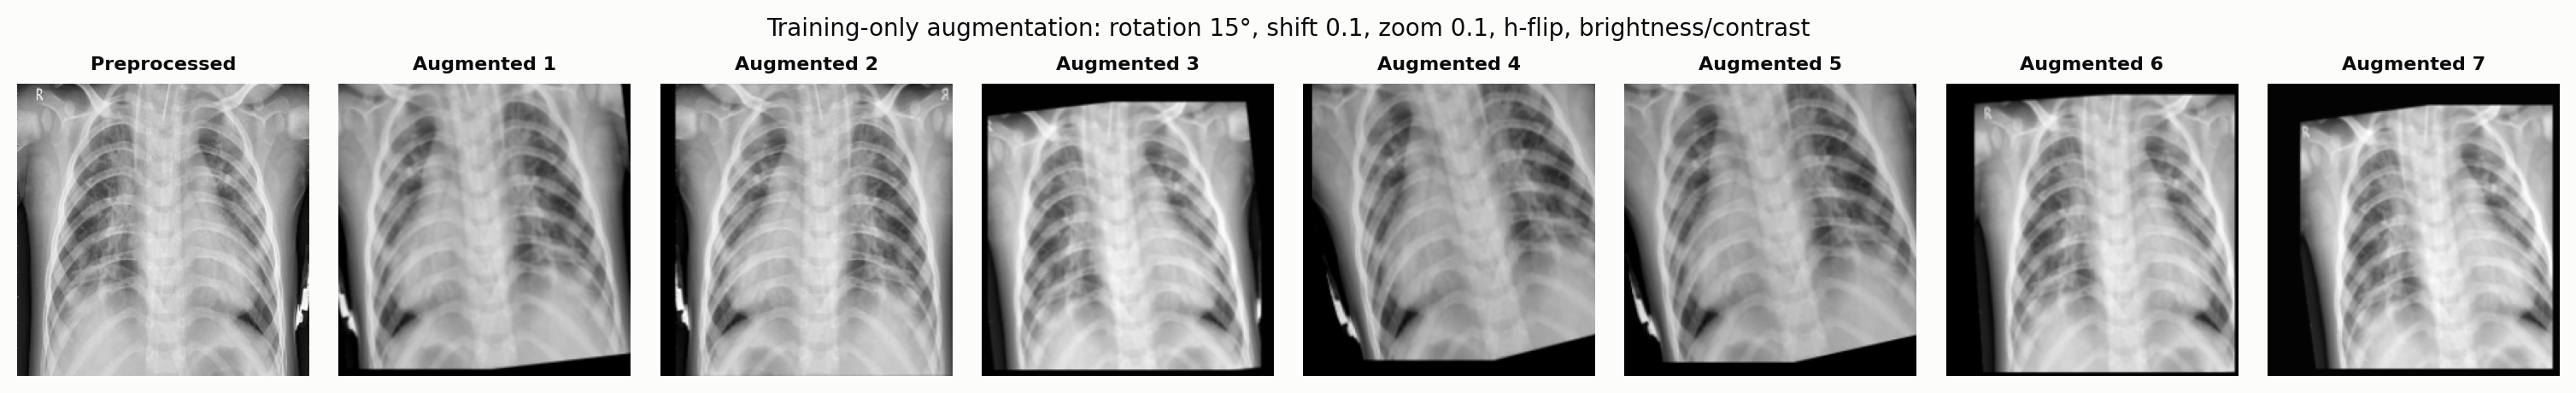 Training-only augmentation: rotation 15°, shift 0.1, zoom 0.1, h-flip, brightness/contrast
Preprocessed Augmented 1 Augmented 2 Augmented 3 Augmented 4 Augmented 5 Augmented 6 Augmented 7
R R R R